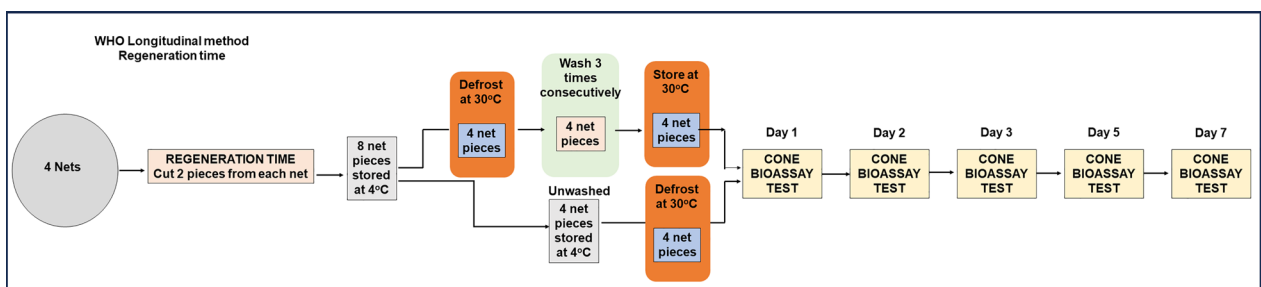 WHO Longitudinal method
Regeneration time
4 Nets
REGENERATION TIME
Cut 2 pieces from each net
8 net
pieces
stored
at 4°C
Defrost
at 30°C
4 net
pieces
Wash 3
times
consecutively
4 net
pieces
Store at
30°C
4 net
pieces
Unwashed
4 net
pieces
stored
at 4°C
Defrost
at 30°C
4 net
pieces
Day 1
CONE
BIOASSAY
TEST
Day 2
CONE
BIOASSAY
TEST
Day 3
CONE
BIOASSAY
TEST
Day 5
CONE
BIOASSAY
TEST
Day 7
CONE
BIOASSAY
TEST